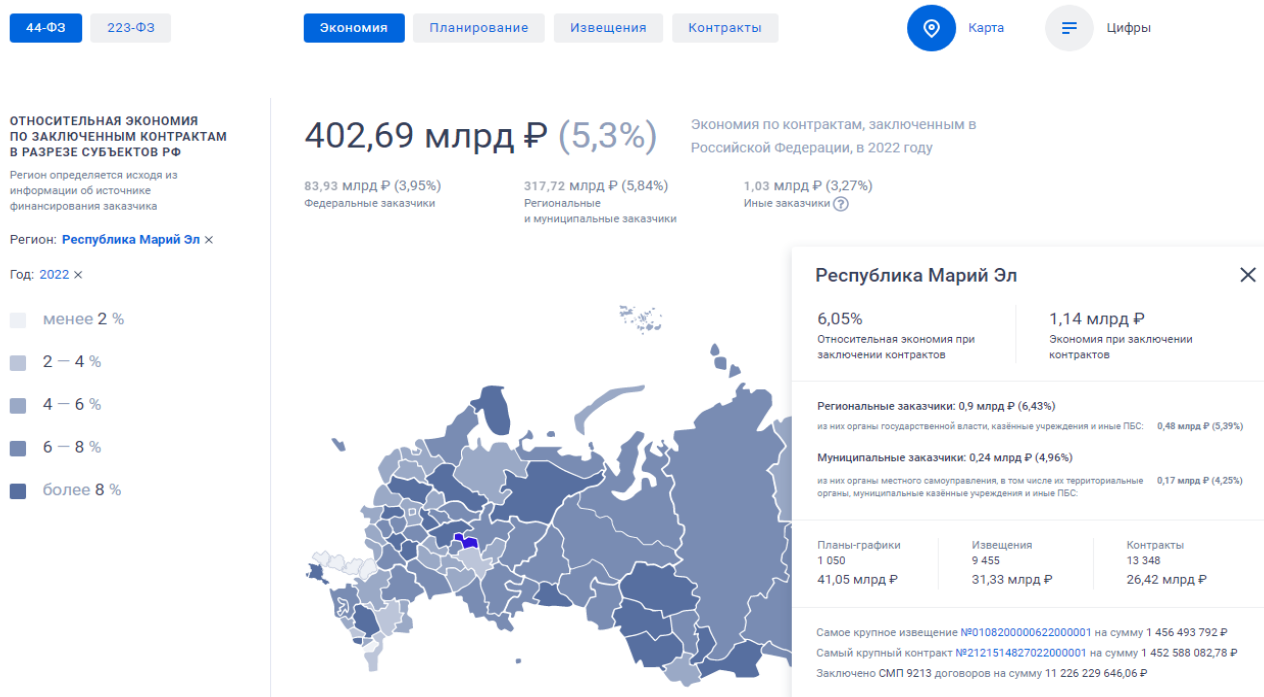 44-ФЗ
223-ФЗ
Экономия
Планирование
Извещения
Контракты
Карта
Цифры
ОТНОСИТЕЛЬНАЯ ЭКОНОМИЯ
ПО ЗАКЛЮЧЕННЫМ КОНТРАКТАМ
В РАЗРЕЗЕ СУБЪЕКТОВ РФ
Регион определяется исходя из
информации об источнике
финансирования заказчика
Регион: Республика Марий Эл ×
Год: 2022 ×
менее 2 %
2 — 4 %
4 — 6 %
6 — 8 %
более 8 %
402,69 млрд ₽ (5,3%)
Экономия по контрактам, заключенным в
Российской Федерации, в 2022 году
83,93 млрд ₽ (3,95%)
Федеральные заказчики
317,72 млрд ₽ (5,84%)
Региональные
и муниципальные заказчики
1,03 млрд ₽ (3,27%)
Иные заказчики ?
Республика Марий Эл ×
6,05%
Относительная экономия при
заключении контрактов
1,14 млрд ₽
Экономия при заключении
контрактов
Региональные заказчики: 0,9 млрд ₽ (6,43%)
из них органы государственной власти, казённые учреждения и иные ПБС: 0,48 млрд ₽ (5,39%)
Муниципальные заказчики: 0,24 млрд ₽ (4,96%)
из них органы местного самоуправления, в том числе их территориальные 0,17 млрд ₽ (4,25%)
органы, муниципальные казённые учреждения и иные ПБС:
Планы-графики
1 050
41,05 млрд ₽
Извещения
9 455
31,33 млрд ₽
Контракты
13 348
26,42 млрд ₽
Самое крупное извещение №0108200000622000001 на сумму 1 456 493 792 ₽
Самый крупный контракт №2121514827022000001 на сумму 1 452 588 082,78 ₽
Заключено СМП 9213 договоров на сумму 11 226 229 646,06 ₽